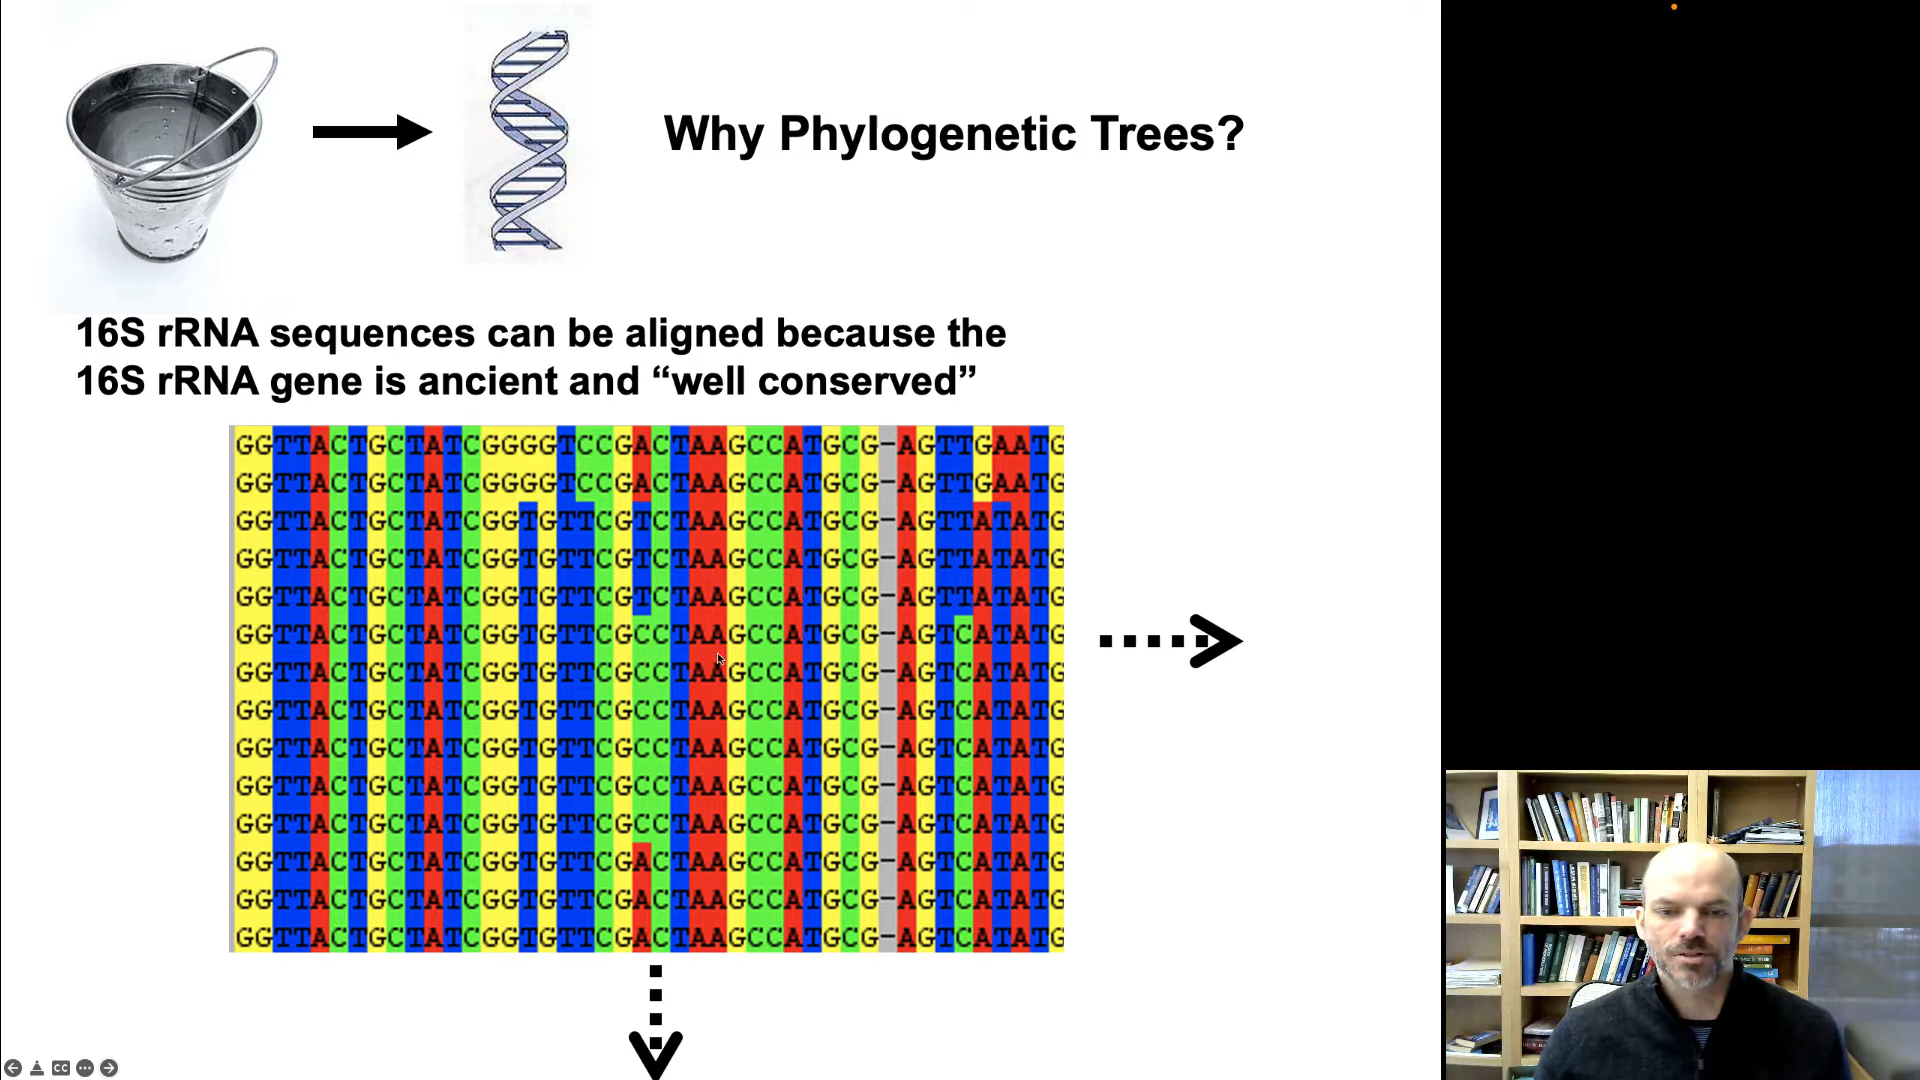 Why Phylogenetic Trees?
16S rRNA sequences can be aligned because the
16S rRNA gene is ancient and “well conserved”
GGTTACTGCTATCGGGGTCCGACTAAGCCATGCG-AGTTGAATG
GGTTACTGCTATCGGGGTCCGACTAAGCCATGCG-AGTTGAATG
GGTTACTGCTATCGGTGTTCGTCTAAGCCATGCG-AGTTATATG
GGTTACTGCTATCGGTGTTCGTCTAAGCCATGCG-AGTTATATG
GGTTACTGCTATCGGTGTTCGTCTAAGCCATGCG-AGTTATATG
GGTTACTGCTATCGGTGTTCGCCTAAGCCATGCG-AGTCATATG
GGTTACTGCTATCGGTGTTCGCCTAAGCCATGCG-AGTCATATG
GGTTACTGCTATCGGTGTTCGCCTAAGCCATGCG-AGTCATATG
GGTTACTGCTATCGGTGTTCGCCTAAGCCATGCG-AGTCATATG
GGTTACTGCTATCGGTGTTCGCCTAAGCCATGCG-AGTCATATG
GGTTACTGCTATCGGTGTTCGCCTAAGCCATGCG-AGTCATATG
GGTTACTGCTATCGGTGTTCGACTAAGCCATGCG-AGTCATATG
GGTTACTGCTATCGGTGTTCGACTAAGCCATGCG-AGTCATATG
GGTTACTGCTATCGGTGTTCGACTAAGCCATGCG-AGTCATATG
CC